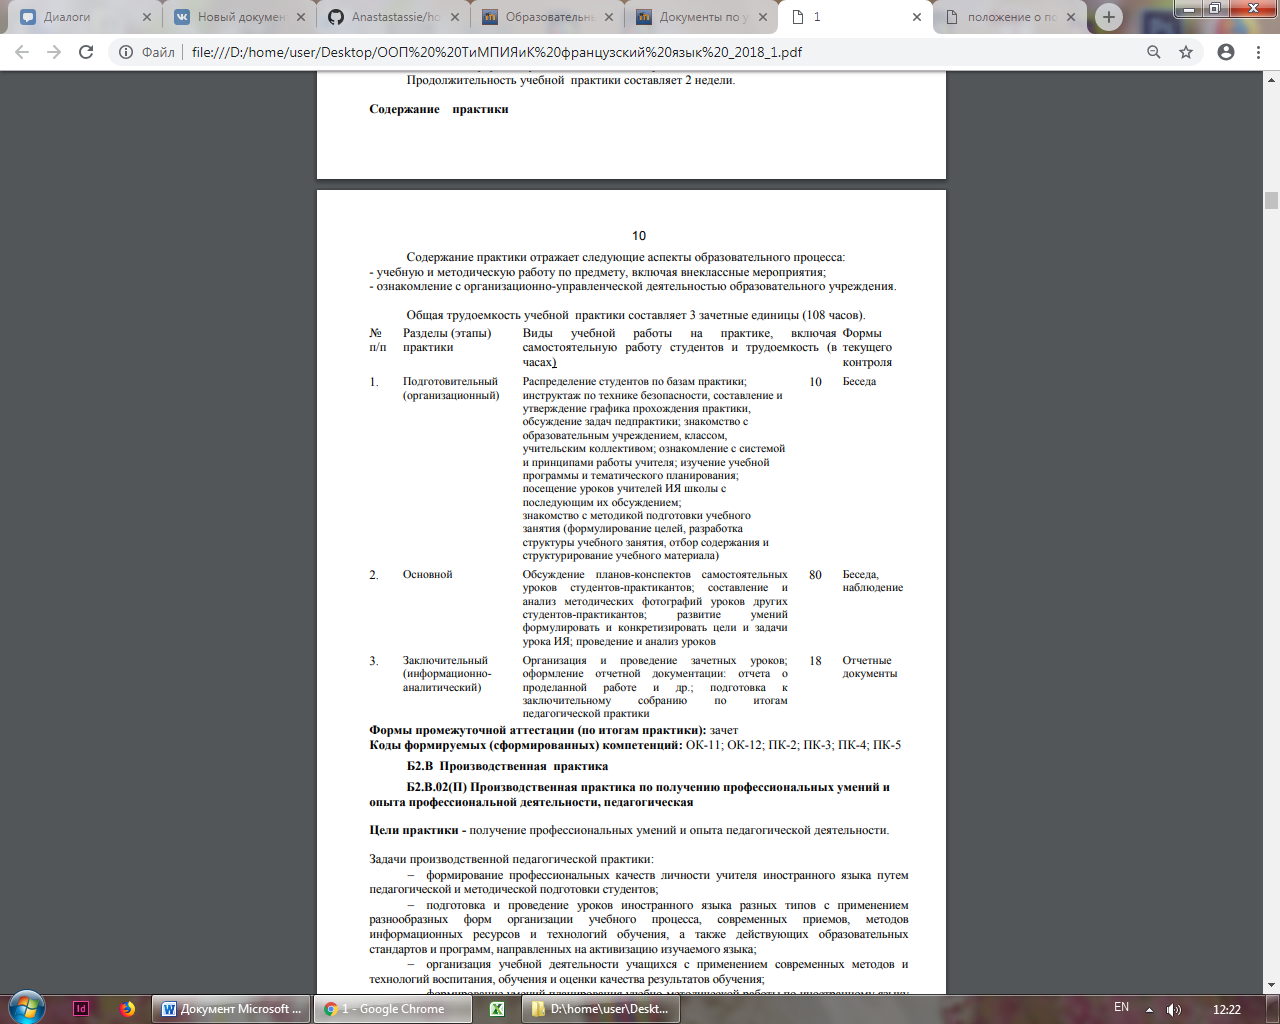 Диалоги
Новый докумен
Anastastassie/ho
Образовательн
Документы по у
1
положение о по
Файл
file:///D:/home/user/Desktop/ООП%20%20ТиМПИЯиК%20французский%20язык%20_2018_1.pdf
Продолжительность учебной практики составляет 2 недели.
Содержание практики
10
Содержание практики отражает следующие аспекты образовательного процесса:
- учебную и методическую работу по предмету, включая внеклассные мероприятия;
- ознакомление с организационно-управленческой деятельностью образовательного учреждения.
Общая трудоемкость учебной практики составляет 3 зачетные единицы (108 часов).
№ п/п
Разделы (этапы) практики
Виды учебной работы на практике, включая
самостоятельную работу студентов и трудоемкость (в
часах)
Формы
текущего
контроля
1.
Подготовительный
(организационный)
Распределение студентов по базам практики;
инструктаж по технике безопасности, составление и
утверждение графика прохождения практики,
обсуждение задач педпрактики; знакомство с
образовательным учреждением, классом,
учительским коллективом; ознакомление с системой
и принципами работы учителя; изучение учебной
программы и тематического планирования;
посещение уроков учителей ИЯ школы с
последующим их обсуждением;
знакомство с методикой подготовки учебного
занятия (формулирование целей, разработка
структуры учебного занятия, отбор содержания и
структурирование учебного материала)
10
Беседа
2.
Основной
Обсуждение планов-конспектов самостоятельных
уроков студентов-практикантов; составление и
анализ методических фотографий уроков других
студентов-практикантов; развитие умений
формулировать и конкретизировать цели и задачи
урока ИЯ; проведение и анализ уроков
80
Беседа,
наблюдение
3.
Заключительный
(информационно-
аналитический)
Организация и проведение зачетных уроков;
оформление отчетной документации: отчета о
проделанной работе и др.; подготовка к
заключительному собранию по итогам
педагогической практики
18
Отчетные
документы
Формы промежуточной аттестации (по итогам практики): зачет
Коды формируемых (сформированных) компетенций: ОК-11; ОК-12; ПК-2; ПК-3; ПК-4; ПК-5
Б2.В Производственная практика
Б2.В.02(П) Производственная практика по получению профессиональных умений и
опыта профессиональной деятельности, педагогическая
Цели практики - получение профессиональных умений и опыта педагогической деятельности.
Задачи производственной педагогической практики:
– формирование профессиональных качеств личности учителя иностранного языка путем
педагогической и методической подготовки студентов;
– подготовка и проведение уроков иностранного языка разных типов с применением
разнообразных форм организации учебного процесса, современных приемов, методов
информационных ресурсов и технологий обучения, а также действующих образовательных
стандартов и программ, направленных на активизацию изучаемого языка;
– организация учебной деятельности учащихся с применением современных методов и
технологий воспитания, обучения и оценки качества результатов обучения;
– формирование умений планирования учебно-методической работы по иностранному языку
Id
Документ Microsoft ...
1 - Google Chrome
D:\home\user\Deskt...
EN
12:22